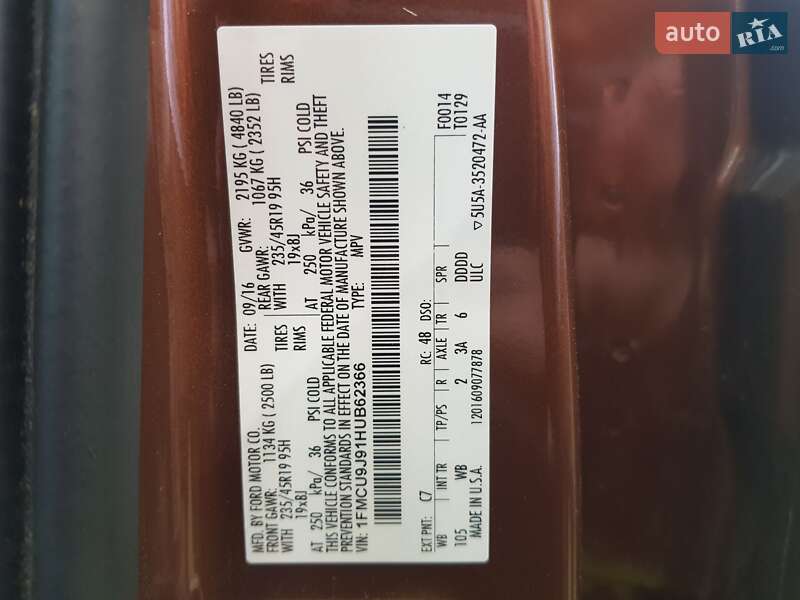 MFD. BY FORD MOTOR CO.
DATE: 09/16 GVWR: 2195 KG ( 4840 LB)
FRONT GAWR: 1134 KG ( 2500 LB) REAR GAWR: 1067 KG ( 2352 LB)
WITH 235/45R19 95H TIRES WITH 235/45R19 95H TIRES
19x8J RIMS 19x8J RIMS
AT 250 kPa/ 36 PSI COLD AT 250 kPa/ 36 PSI COLD
THIS VEHICLE CONFORMS TO ALL APPLICABLE FEDERAL MOTOR VEHICLE SAFETY AND THEFT
PREVENTION STANDARDS IN EFFECT ON THE DATE OF MANUFACTURE SHOWN ABOVE.
VIN: 1FMCU9J91HUB62366 TYPE: MPV
EXT PNT: C7 RC: 48 DSO: F0014
WB INT TR TP/PS R AXLE TR SPR T0129
105 WB 2 3A 6 DDDD
MADE IN U.S.A. 1201609077878 ULC ▽5U5A-3520472-AA
auto RIA
.com